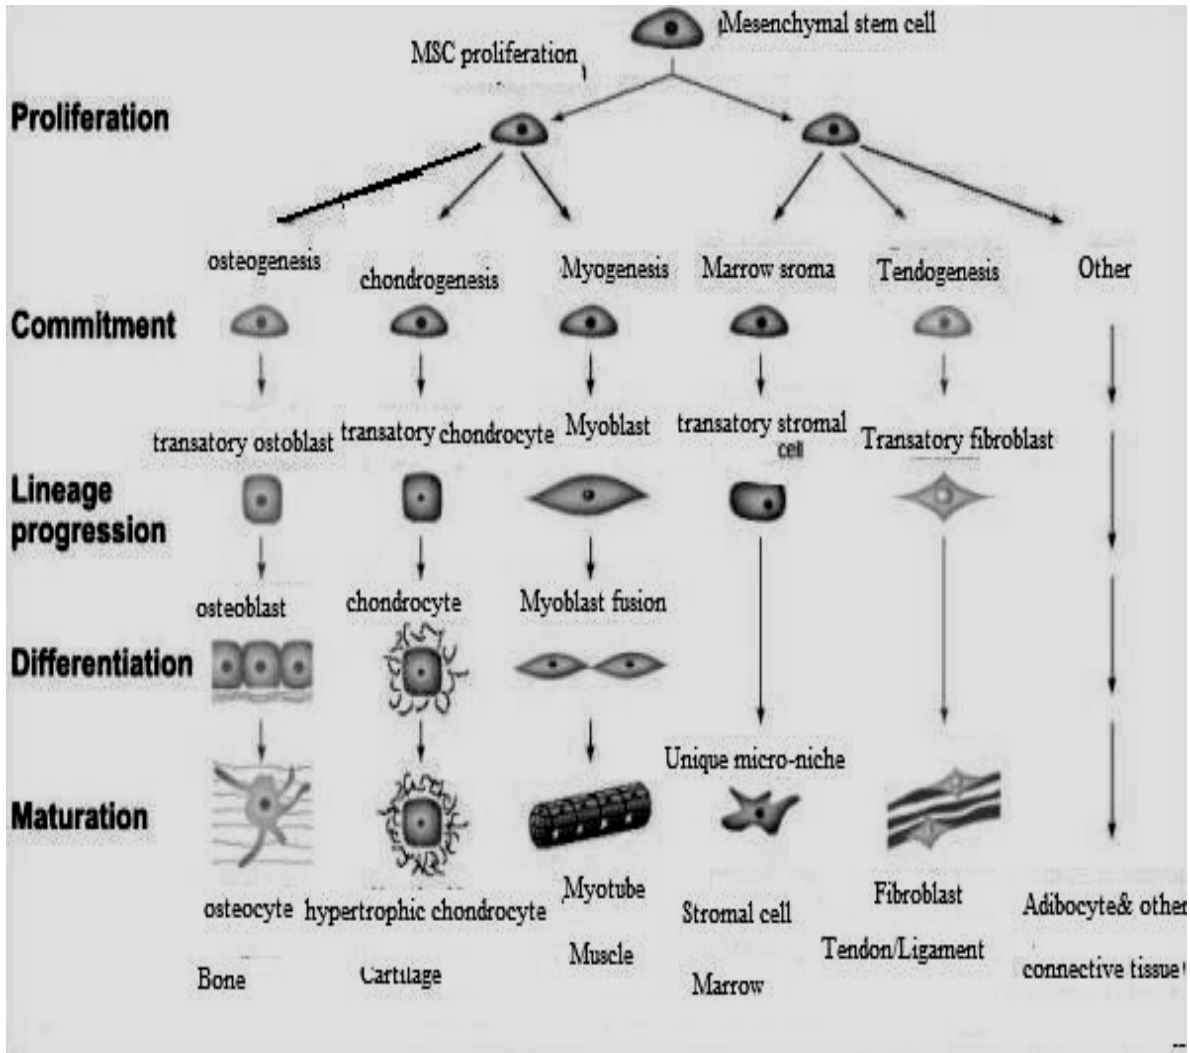 Mesenchymal stem cell
MSC proliferation
Proliferation
osteogenesis
chondrogenesis
Myogenesis
Marrow sroma
Tendogenesis
Other
Commitment
transatory ostoblast
transatory chondrocyte
Myoblast
transatory stromal
cell
Transatory fibroblast
Lineage
progression
osteoblast
chondrocyte
Myoblast fusion
Differentiation
Unique micro-niche
Maturation
osteocyte
hypertrophic chondrocyte
Myotube
Stromal cell
Fibroblast
Adibocyte& other
Bone
Cartilage
Muscle
Marrow
Tendon/Ligament
connective tissue